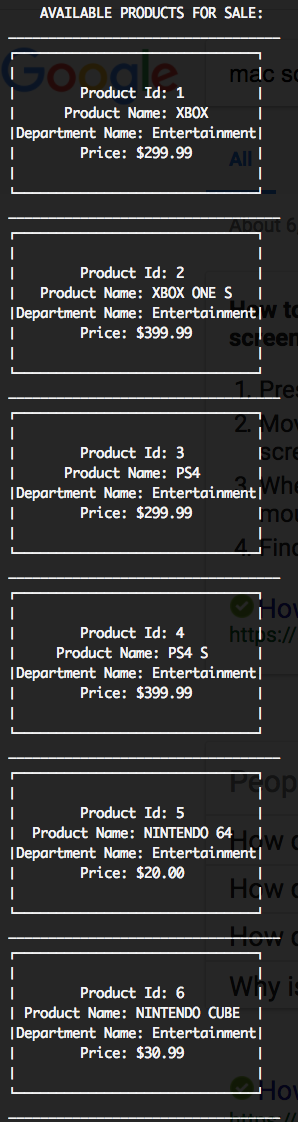 AVAILABLE PRODUCTS FOR SALE:
Google
mac sc
Product Id: 1
Product Name: XBOX
All
Department Name: Entertainment
Price: $299.99
About 6
Product Id: 2
Product Name: XBOX ONE S
How to
Department Name: Entertainment
Price: $399.99
screen
1. Pres
2. Mov
Product Id: 3
scre
Product Name: PS4
3. Whe
Department Name: Entertainment
Price: $299.99
mou
4. Find
How
Product Id: 4
https://
Product Name: PS4 S
Department Name: Entertainment
Price: $399.99
Peop
Product Id: 5
Product Name: NINTENDO 64
How d
Department Name: Entertainment
Price: $20.00
How d
How d
Why is
Product Id: 6
Product Name: NINTENDO CUBE
Department Name: Entertainment
Price: $30.99
How
https://